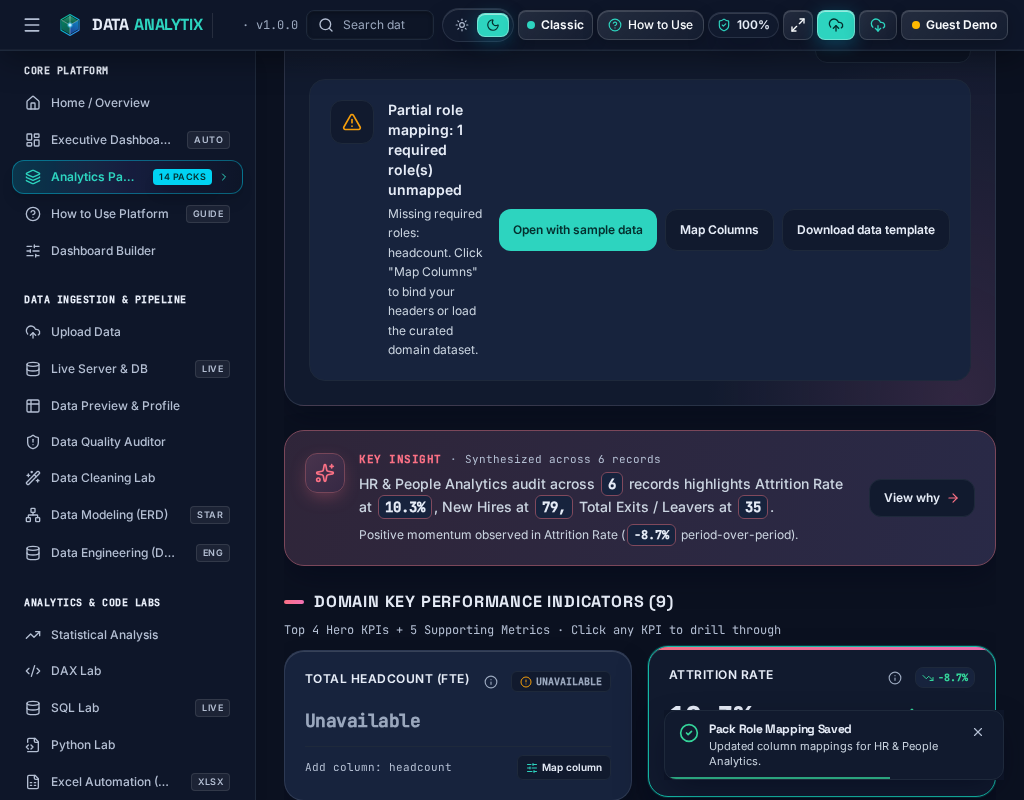 DATA ANALYTIX
· v1.0.0
Search dat
Classic
How to Use
100%
Guest Demo
CORE PLATFORM
Home / Overview
Executive Dashboa...
AUTO
Analytics Pa...
14 PACKS
How to Use Platform
GUIDE
Dashboard Builder
DATA INGESTION & PIPELINE
Upload Data
Live Server & DB
LIVE
Data Preview & Profile
Data Quality Auditor
Data Cleaning Lab
Data Modeling (ERD)
STAR
Data Engineering (D...
ENG
ANALYTICS & CODE LABS
Statistical Analysis
DAX Lab
SQL Lab
LIVE
Python Lab
Excel Automation (...
XLSX
Partial role
mapping: 1
required
role(s)
unmapped
Missing required
roles:
headcount. Click
"Map Columns"
to bind your
headers or load
the curated
domain dataset.
Open with sample data
Map Columns
Download data template
KEY INSIGHT · Synthesized across 6 records
HR & People Analytics audit across 6 records highlights Attrition Rate
at 10.3% , New Hires at 79, Total Exits / Leavers at 35 .
Positive momentum observed in Attrition Rate ( -8.7% period-over-period).
View why
DOMAIN KEY PERFORMANCE INDICATORS (9)
Top 4 Hero KPIs + 5 Supporting Metrics · Click any KPI to drill through
TOTAL HEADCOUNT (FTE)
UNAVAILABLE
Unavailable
Add column: headcount
Map column
ATTRITION RATE
-8.7%
Pack Role Mapping Saved
Updated column mappings for HR & People
Analytics.